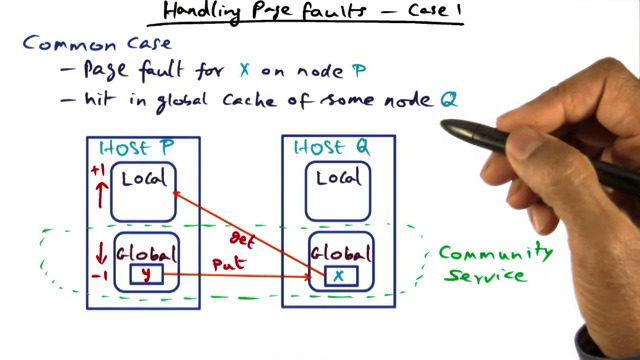 Handling Page faults - Case 1
Common Case
- Page fault for X on node P
- hit in global cache of some node Q
HOST P
HOST Q
+1
Local
Local
get
Global
Global
-1
y
Put
x
Community
Service